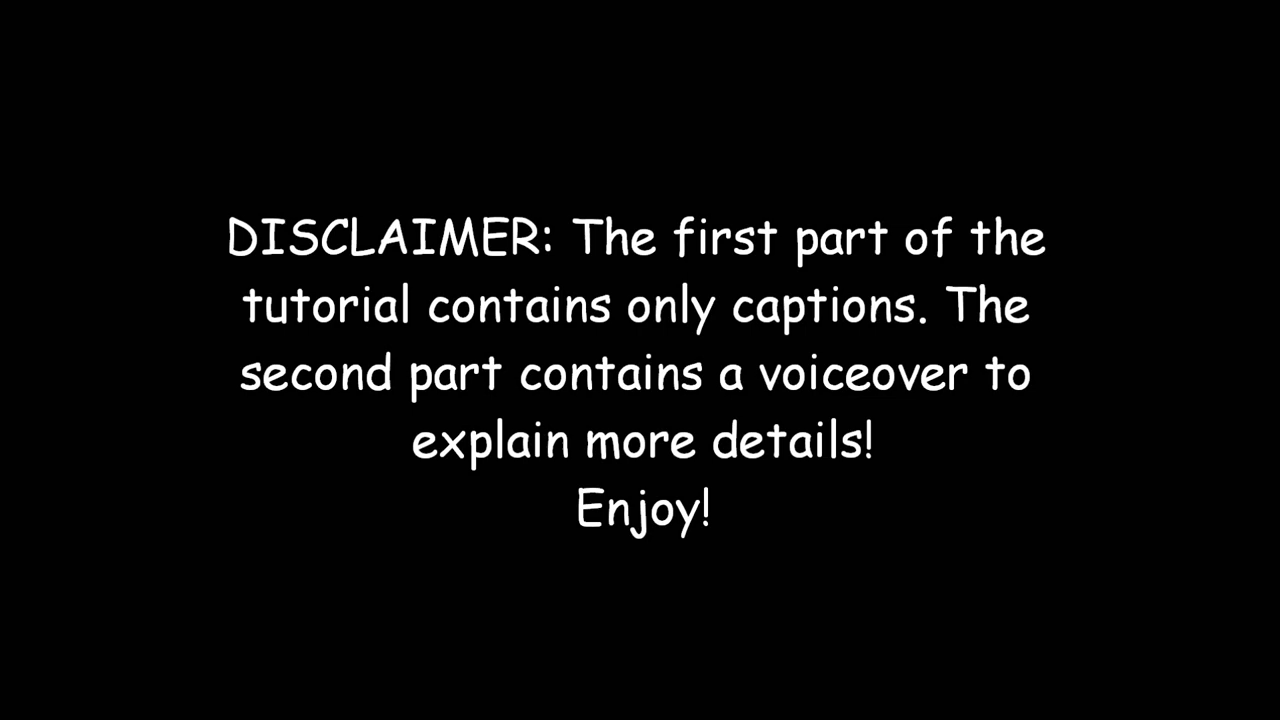 DISCLAIMER: The first part of the
tutorial contains only captions. The
second part contains a voiceover to
explain more details!
Enjoy!